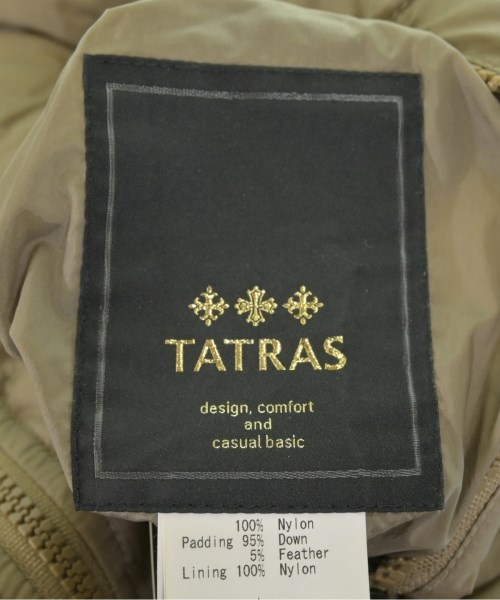 TATRAS
design, comfort
and
casual basic
100% Nylon
Padding 95% Down
5% Feather
Lining 100% Nylon